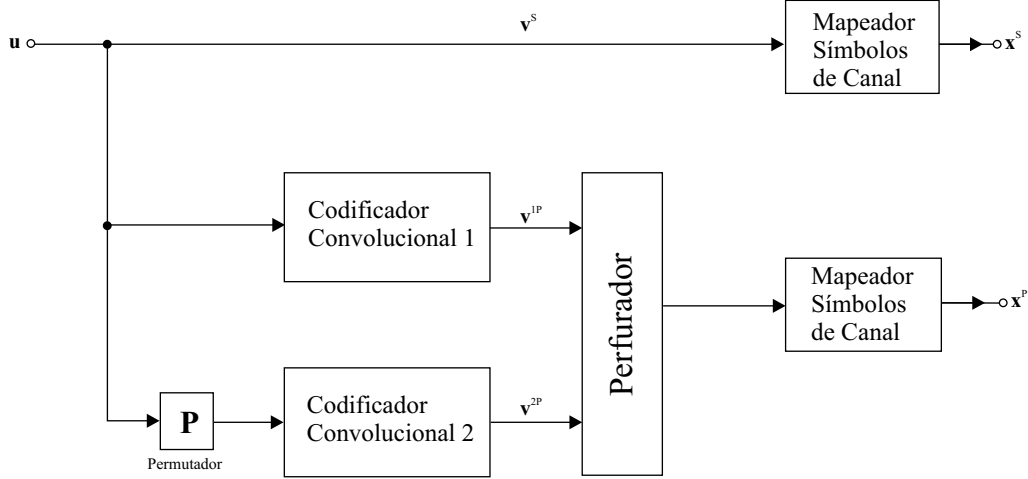 u
v^S
Mapeador
Símbolos
de Canal
x^S
Codificador
Convolucional 1
v^1P
Perfurador
Mapeador
Símbolos
de Canal
x^P
P
Permutador
Codificador
Convolucional 2
v^2P